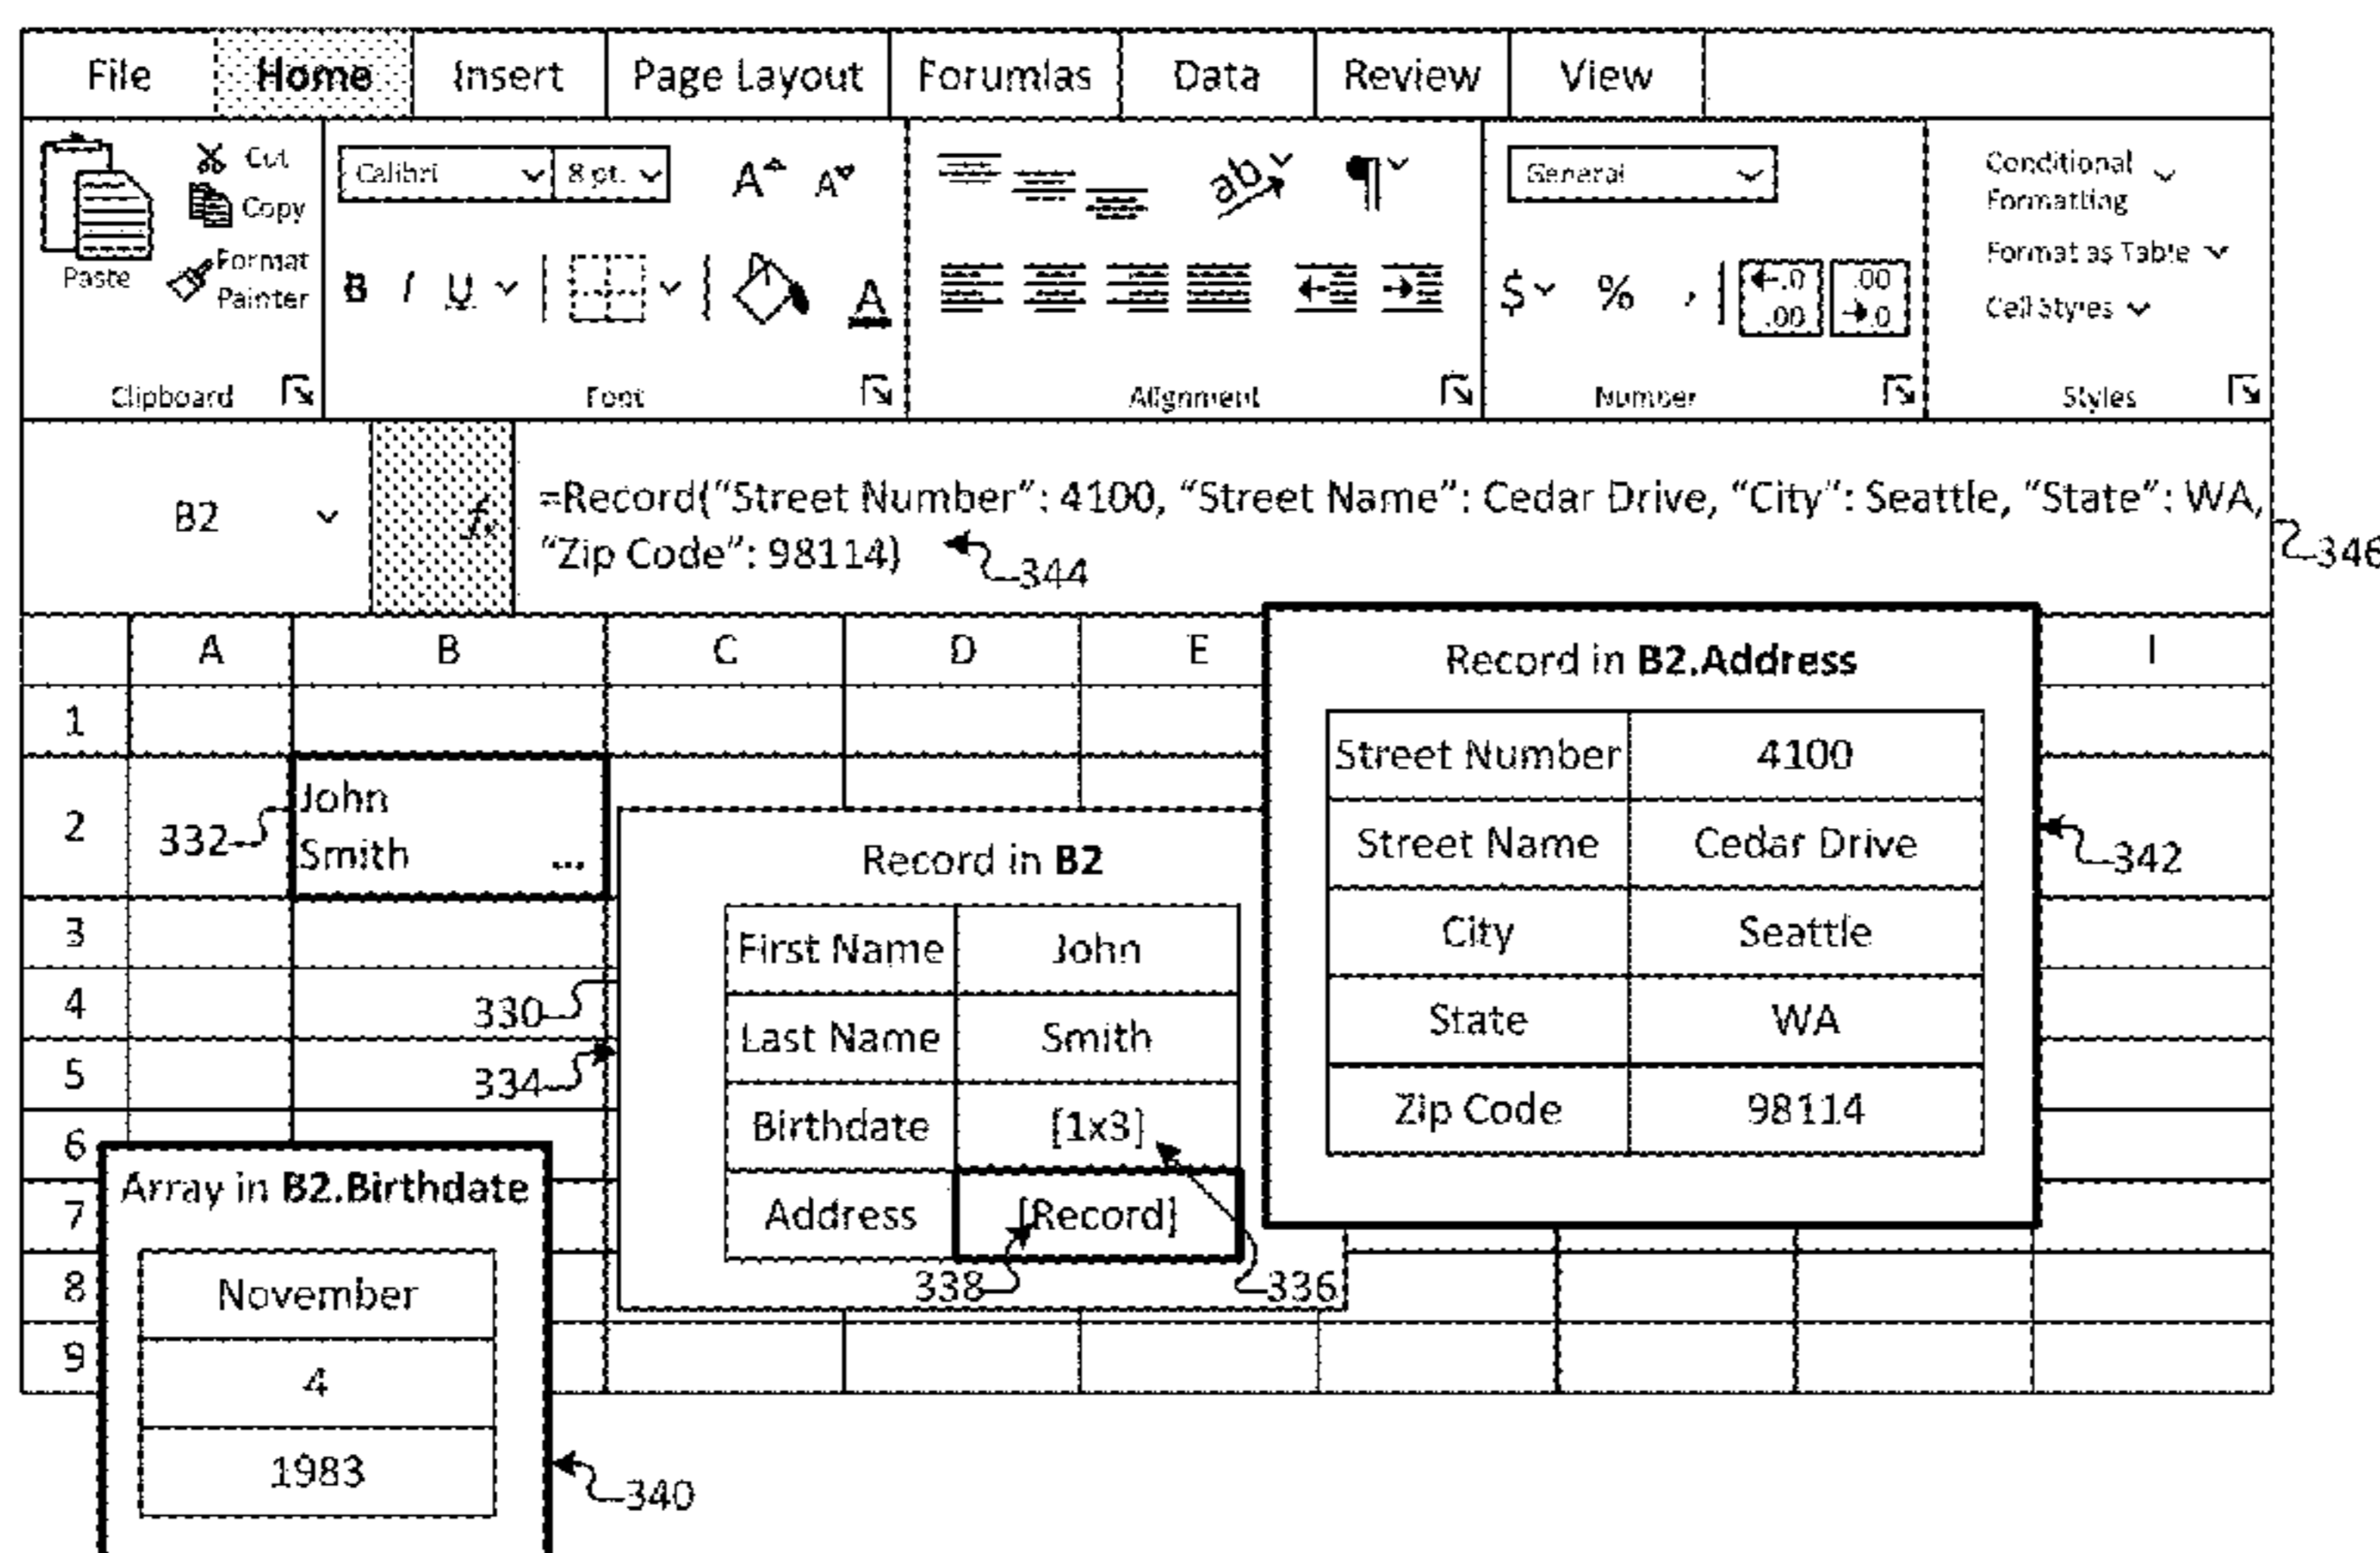 File Home Insert Page Layout Forumlas Data Review View
Cut
Copy
Format
Painter
Paste
Clipboard
Calibri 8 pt. A A
B I U A
Font
ab ¶
Alignment
General
$ % , .0 .00 .00 .0
Number
Conditional
Formatting
Format as Table
Cell Styles
Styles
B2 fx
=Record(“Street Number”: 4100, “Street Name”: Cedar Drive, “City”: Seattle, “State”: WA,
“Zip Code”: 98114)
344
346
A B C D E I
1
2
3
4
5
6
7
8
9
332
John
Smith ...
330
334
Record in B2
First Name John
Last Name Smith
Birthdate [1x3]
Address [Record]
338
336
Record in B2.Address
Street Number 4100
Street Name Cedar Drive
City Seattle
State WA
Zip Code 98114
342
Array in B2.Birthdate
November
4
1983
340